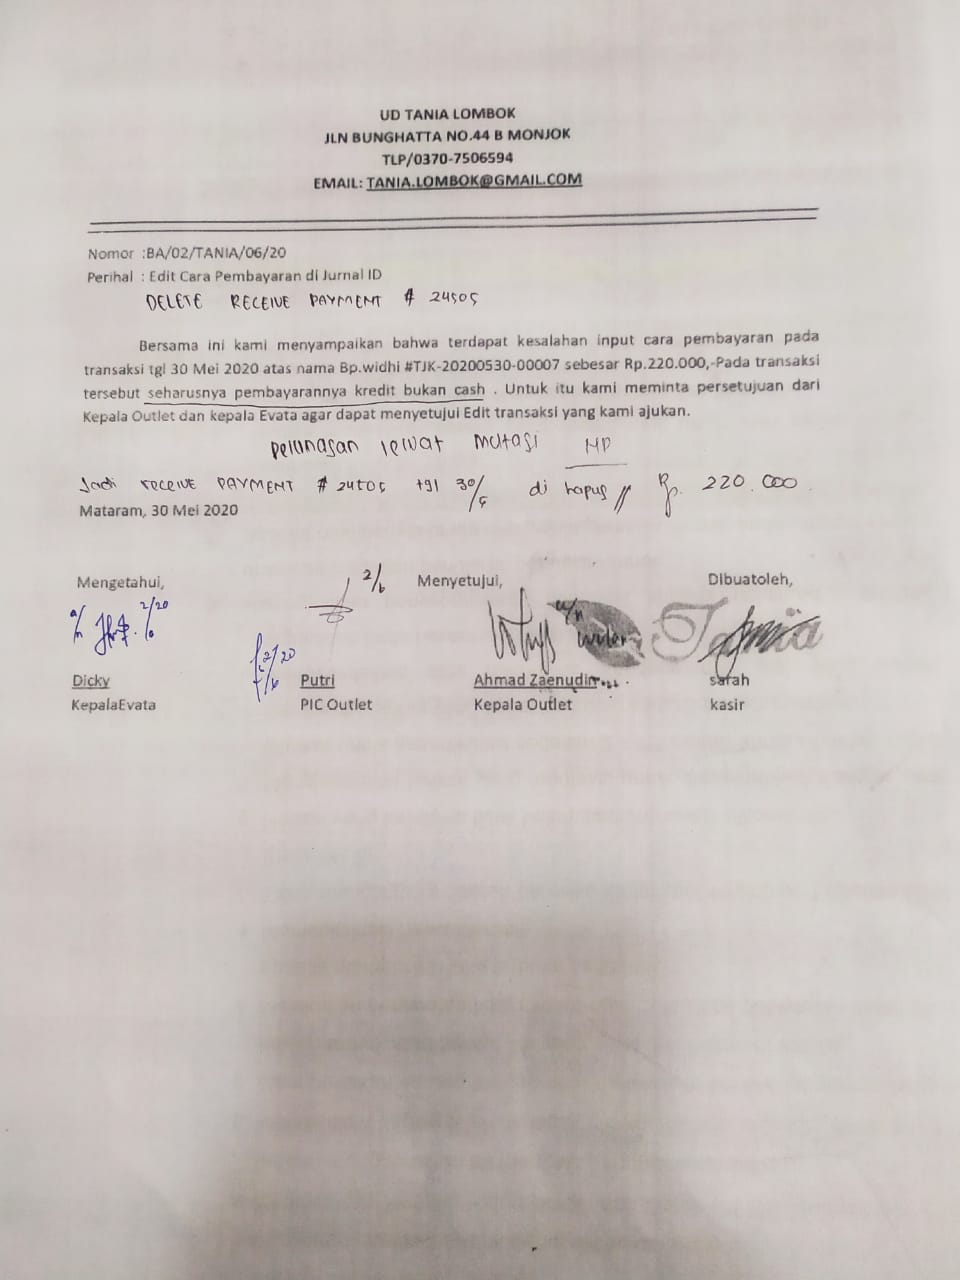 UD TANIA LOMBOK
JLN BUNGHATTA NO.44 B MONJOK
TLP/0370-7506594
EMAIL: TANIA.LOMBOK@GMAIL.COM
Nomor :BA/02/TANIA/06/20
Perihal : Edit Cara Pembayaran di Jurnal ID
DELETE RECEIVE PAYMENT # 24505
Bersama ini kami menyampaikan bahwa terdapat kesalahan input cara pembayaran pada
transaksi tgl 30 Mei 2020 atas nama Bp.widhi #TJK-20200530-00007 sebesar Rp.220.000,-Pada transaksi
tersebut seharusnya pembayarannya kredit bukan cash . Untuk itu kami meminta persetujuan dari
Kepala Outlet dan kepala Evata agar dapat menyetujui Edit transaksi yang kami ajukan.
pelunasan lewat mutasi MD
Jadi RECEIVE PAYMENT # 24505 tgl 30/5 di hapus // Rp. 220.000
Mataram, 30 Mei 2020
Mengetahui, 2/6 Menyetujui, Dibuatoleh,
a/n 2/20 6 a/n Tania
2/20 6
Dicky Putri Ahmad Zaenudin sarah
KepalaEvata PIC Outlet Kepala Outlet kasir